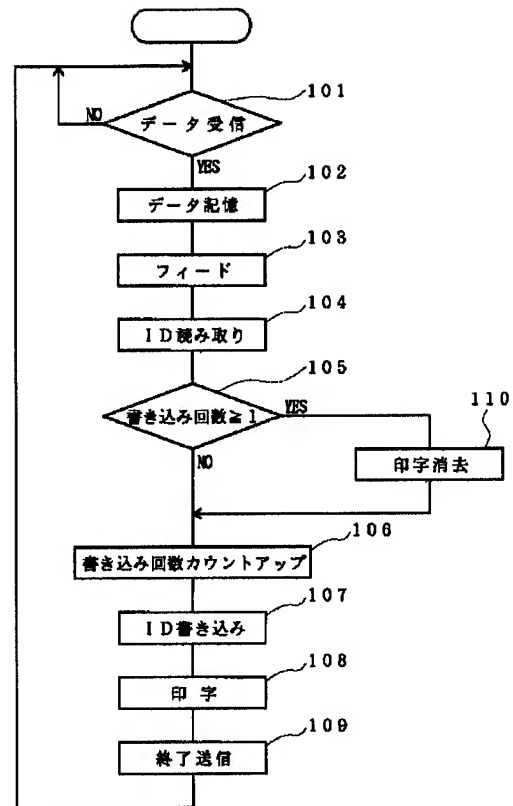 101
データ受信
NO
YES
102
データ記憶
103
フィード
104
ID読み取り
105
書き込み回数≧1
YES
110
印字消去
NO
106
書き込み回数カウントアップ
107
ID書き込み
108
印字
109
終了送信